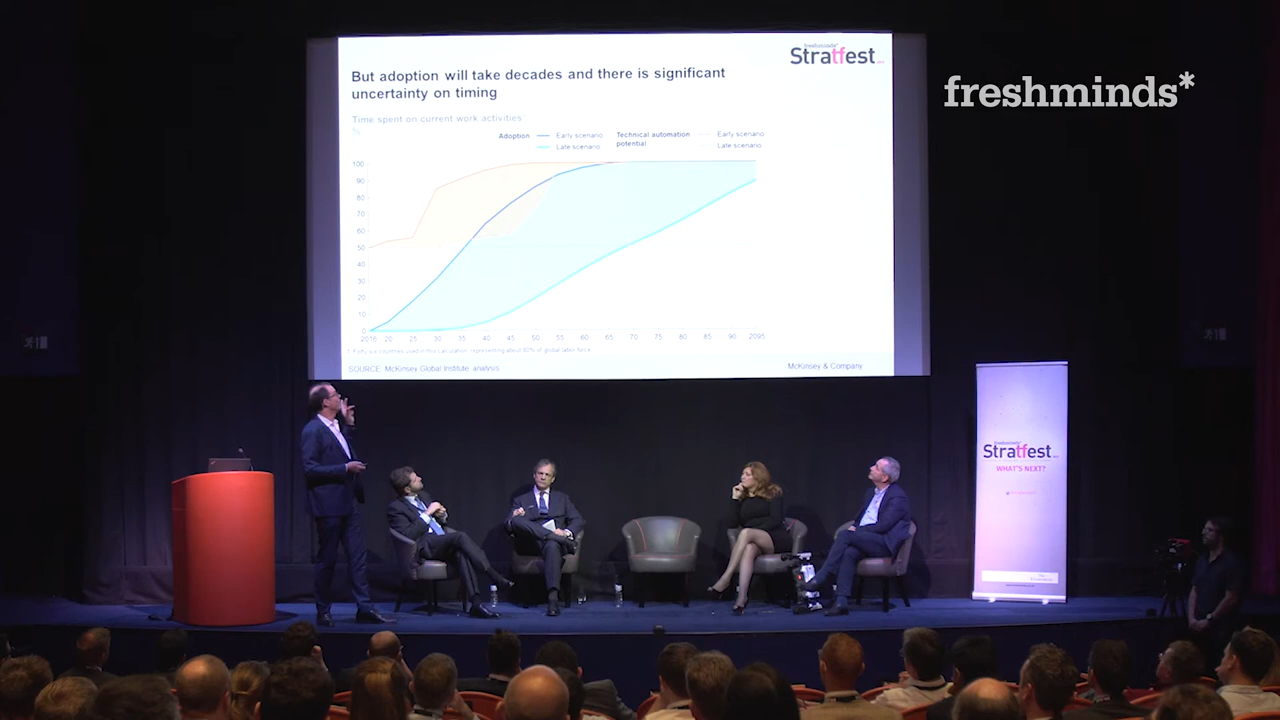 freshminds*
freshminds*
Stratfest
But adoption will take decades and there is significant
uncertainty on timing
Time spent on current work activities
%
Adoption Early scenario Technical automation Early scenario
Late scenario potential Late scenario
100
90
80
70
60
50
40
30
20
10
0
2016 20 25 30 35 40 45 50 55 60 65 70 75 80 85 90 2095
SOURCE: McKinsey Global Institute analysis
McKinsey & Company
freshminds*
Stratfest
WHAT'S NEXT?